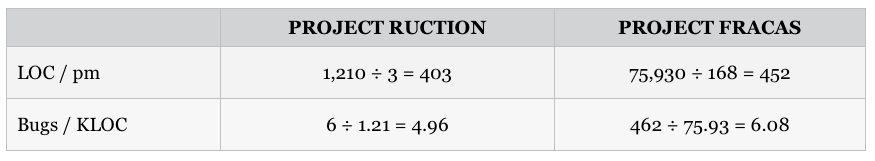 PROJECT RUCTION PROJECT FRACAS
LOC / pm 1,210 ÷ 3 = 403 75,930 ÷ 168 = 452
Bugs / KLOC 6 ÷ 1.21 = 4.96 462 ÷ 75.93 = 6.08